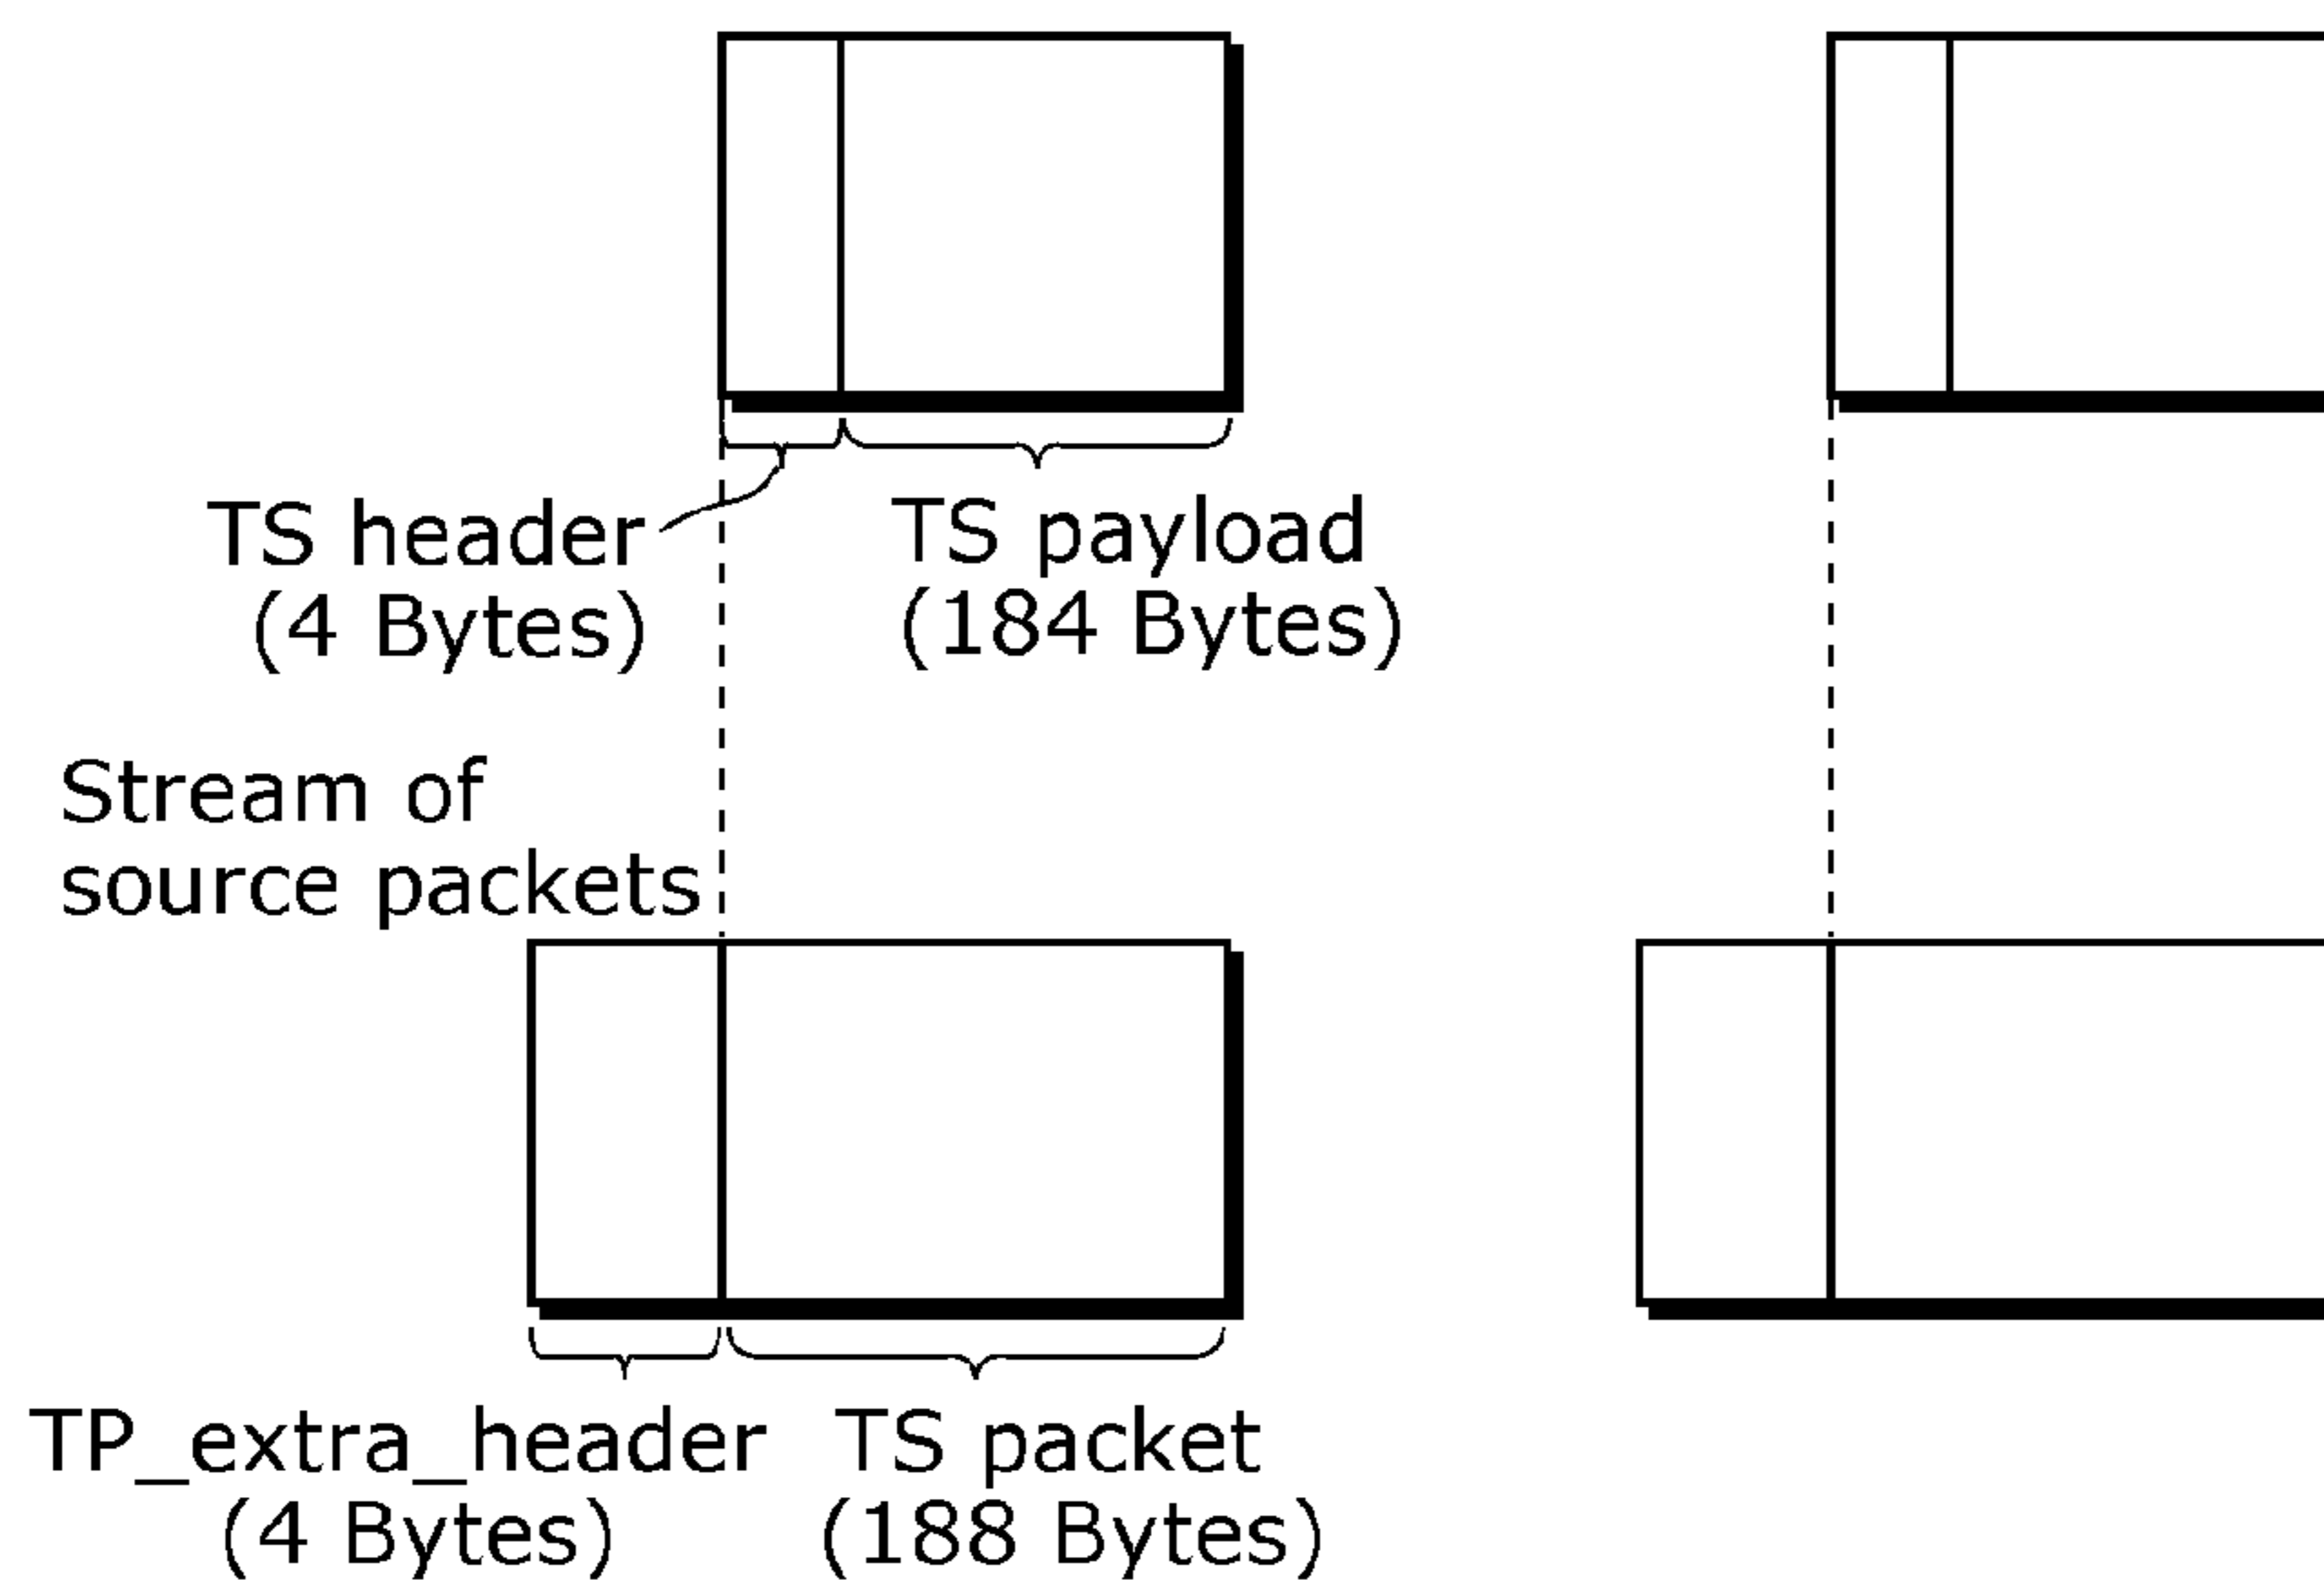 TS header
(4 Bytes)
TS payload
(184 Bytes)
Stream of
source packets
TP_extra_header
(4 Bytes)
TS packet
(188 Bytes)